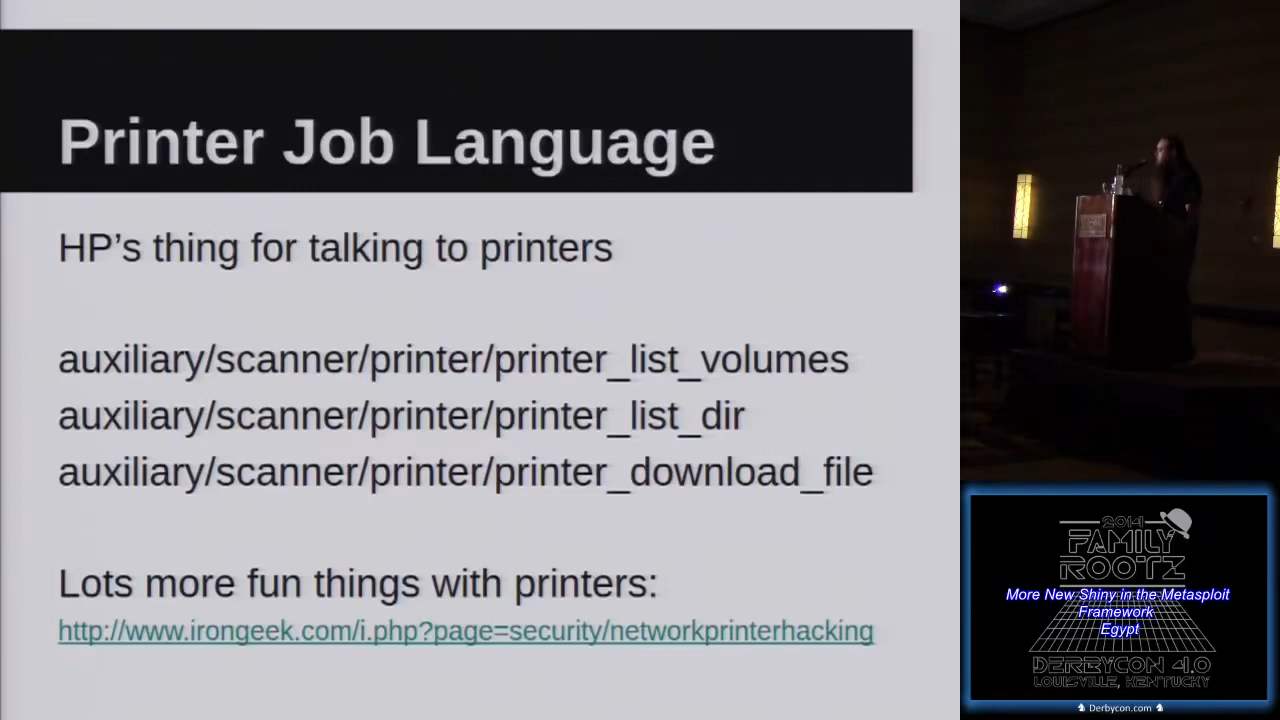 Printer Job Language
HP’s thing for talking to printers
auxiliary/scanner/printer/printer_list_volumes
auxiliary/scanner/printer/printer_list_dir
auxiliary/scanner/printer/printer_download_file
Lots more fun things with printers:
http://www.irongeek.com/i.php?page=security/networkprinterhacking
2014
FAMILY
ROOTZ
More New Shiny in the Metasploit
Framework
Egypt
DERBYCON 4.0
LOUISVILLE, KENTUCKY
Derbycon.com